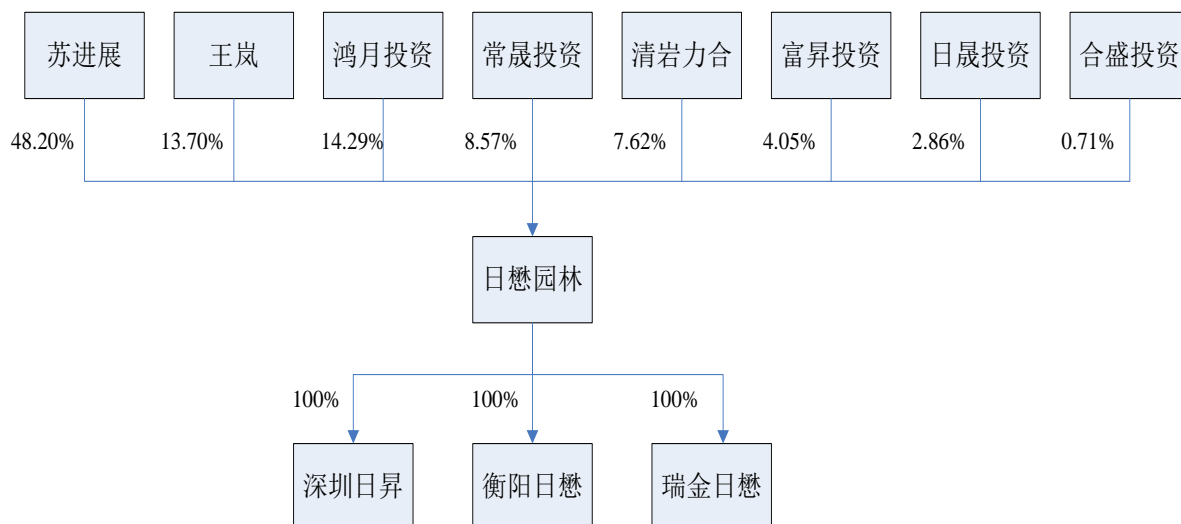 苏进展
王岚
鸿月投资
常晟投资
清岩力合
富昇投资
日晟投资
合盛投资
48.20%
13.70%
14.29%
8.57%
7.62%
4.05%
2.86%
0.71%
日懋园林
100%
100%
100%
深圳日昇
衡阳日懋
瑞金日懋